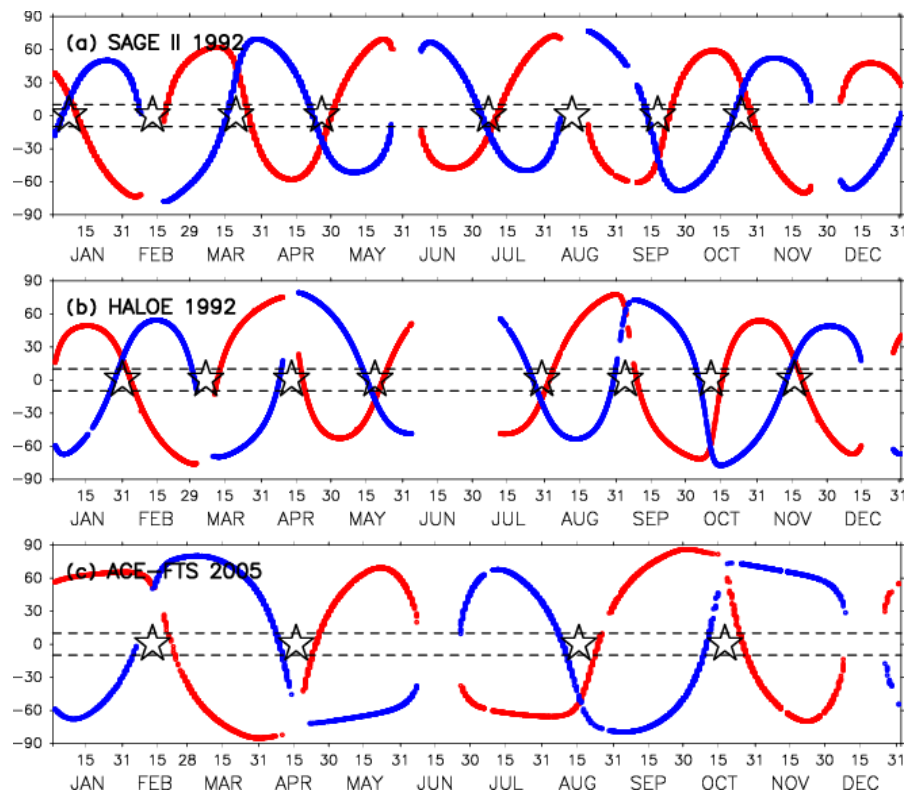 90
(a) SAGE II 1992
60
30
0
−30
−60
−90
15 31 15 29 15 31 15 30 15 31 15 30 15 31 15 31 15 30 15 31 15 30 15 31
JAN FEB MAR APR MAY JUN JUL AUG SEP OCT NOV DEC
90
(b) HALOE 1992
60
30
0
−30
−60
−90
15 31 15 29 15 31 15 30 15 31 15 30 15 31 15 31 15 30 15 31 15 30 15 31
JAN FEB MAR APR MAY JUN JUL AUG SEP OCT NOV DEC
90
(c) ACE−FTS 2005
60
30
0
−30
−60
−90
15 31 15 28 15 31 15 30 15 31 15 30 15 31 15 31 15 30 15 31 15 30 15 31
JAN FEB MAR APR MAY JUN JUL AUG SEP OCT NOV DEC